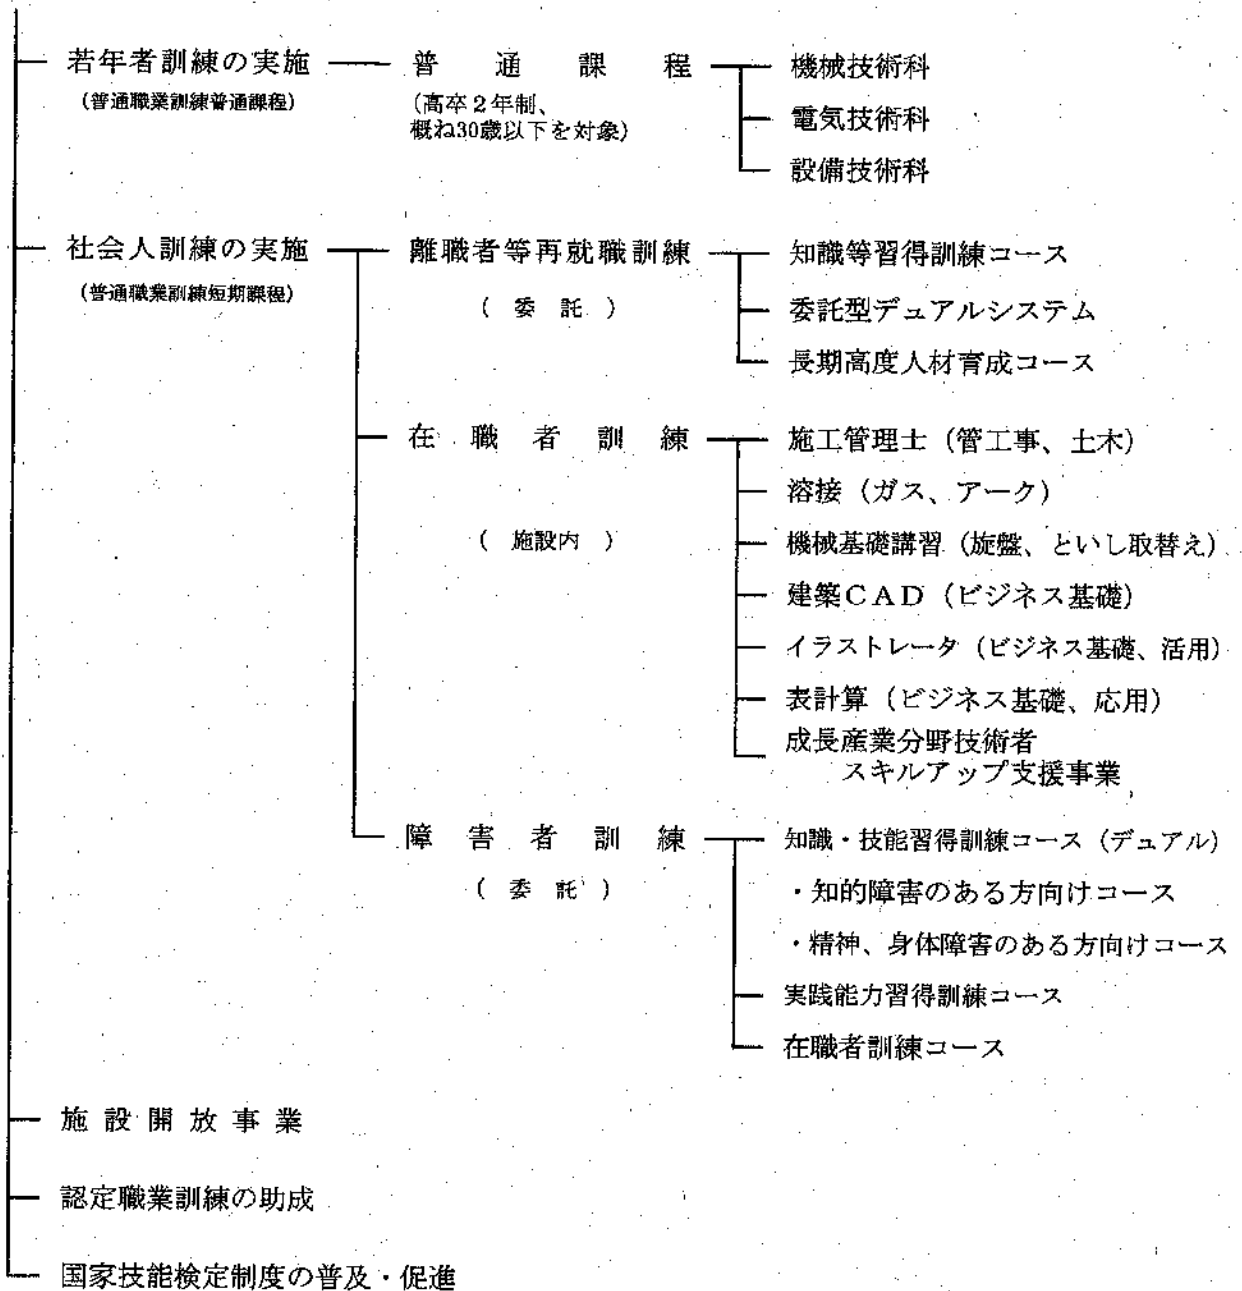 若年者訓練の実施 普通課程 機械技術科
(普通職業訓練普通課程) (高卒2年制、
概ね30歳以下を対象) 電気技術科
設備技術科
社会人訓練の実施 離職者等再就職訓練 知識等習得訓練コース
(普通職業訓練短期課程) (委託) 委託型デュアルシステム
長期高度人材育成コース
在職者訓練 施工管理士(管工事、土木)
溶接(ガス、アーク)
(施設内) 機械基礎講習(旋盤、といし取替え)
建築CAD(ビジネス基礎)
イラストレータ(ビジネス基礎、活用)
表計算(ビジネス基礎、応用)
成長産業分野技術者
スキルアップ支援事業
障害者訓練 知識・技能習得訓練コース(デュアル)
(委託) ・知的障害のある方向けコース
・精神、身体障害のある方向けコース
実践能力習得訓練コース
在職者訓練コース
施設開放事業
認定職業訓練の助成
国家技能検定制度の普及・促進